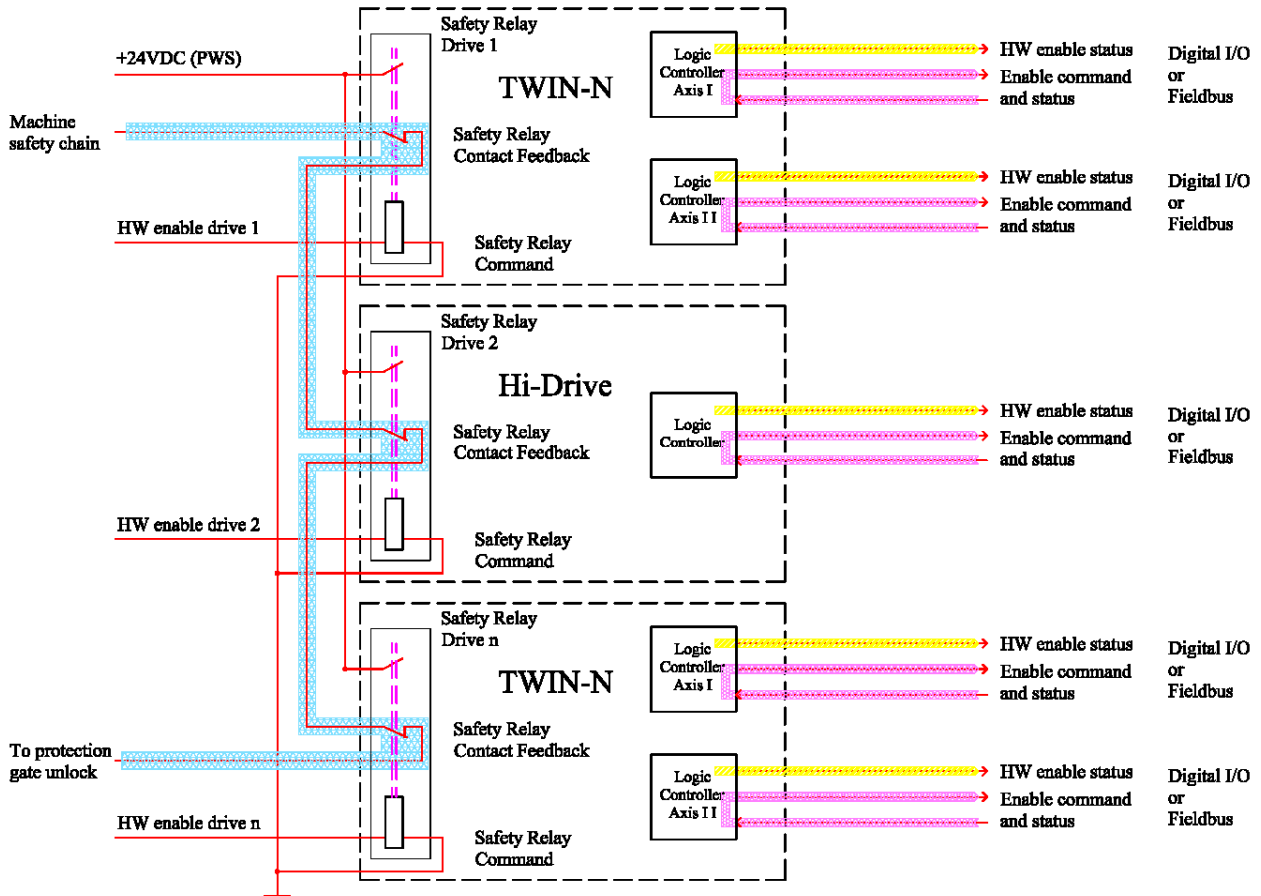 Safety Relay
Drive 1
+24VDC (PWS)
TWIN-N
Logic
Controller
Axis I
HW enable status
Enable command
and status
Digital I/O
or
Fieldbus
Machine
safety chain
Safety Relay
Contact Feedback
Logic
Controller
Axis II
HW enable status
Enable command
and status
Digital I/O
or
Fieldbus
HW enable drive 1
Safety Relay
Command
Safety Relay
Drive 2
Hi-Drive
Logic
Controller
HW enable status
Enable command
and status
Digital I/O
or
Fieldbus
Safety Relay
Contact Feedback
HW enable drive 2
Safety Relay
Command
Safety Relay
Drive n
TWIN-N
Logic
Controller
Axis I
HW enable status
Enable command
and status
Digital I/O
or
Fieldbus
Safety Relay
Contact Feedback
To protection
gate unlock
Logic
Controller
Axis II
HW enable status
Enable command
and status
Digital I/O
or
Fieldbus
HW enable drive n
Safety Relay
Command